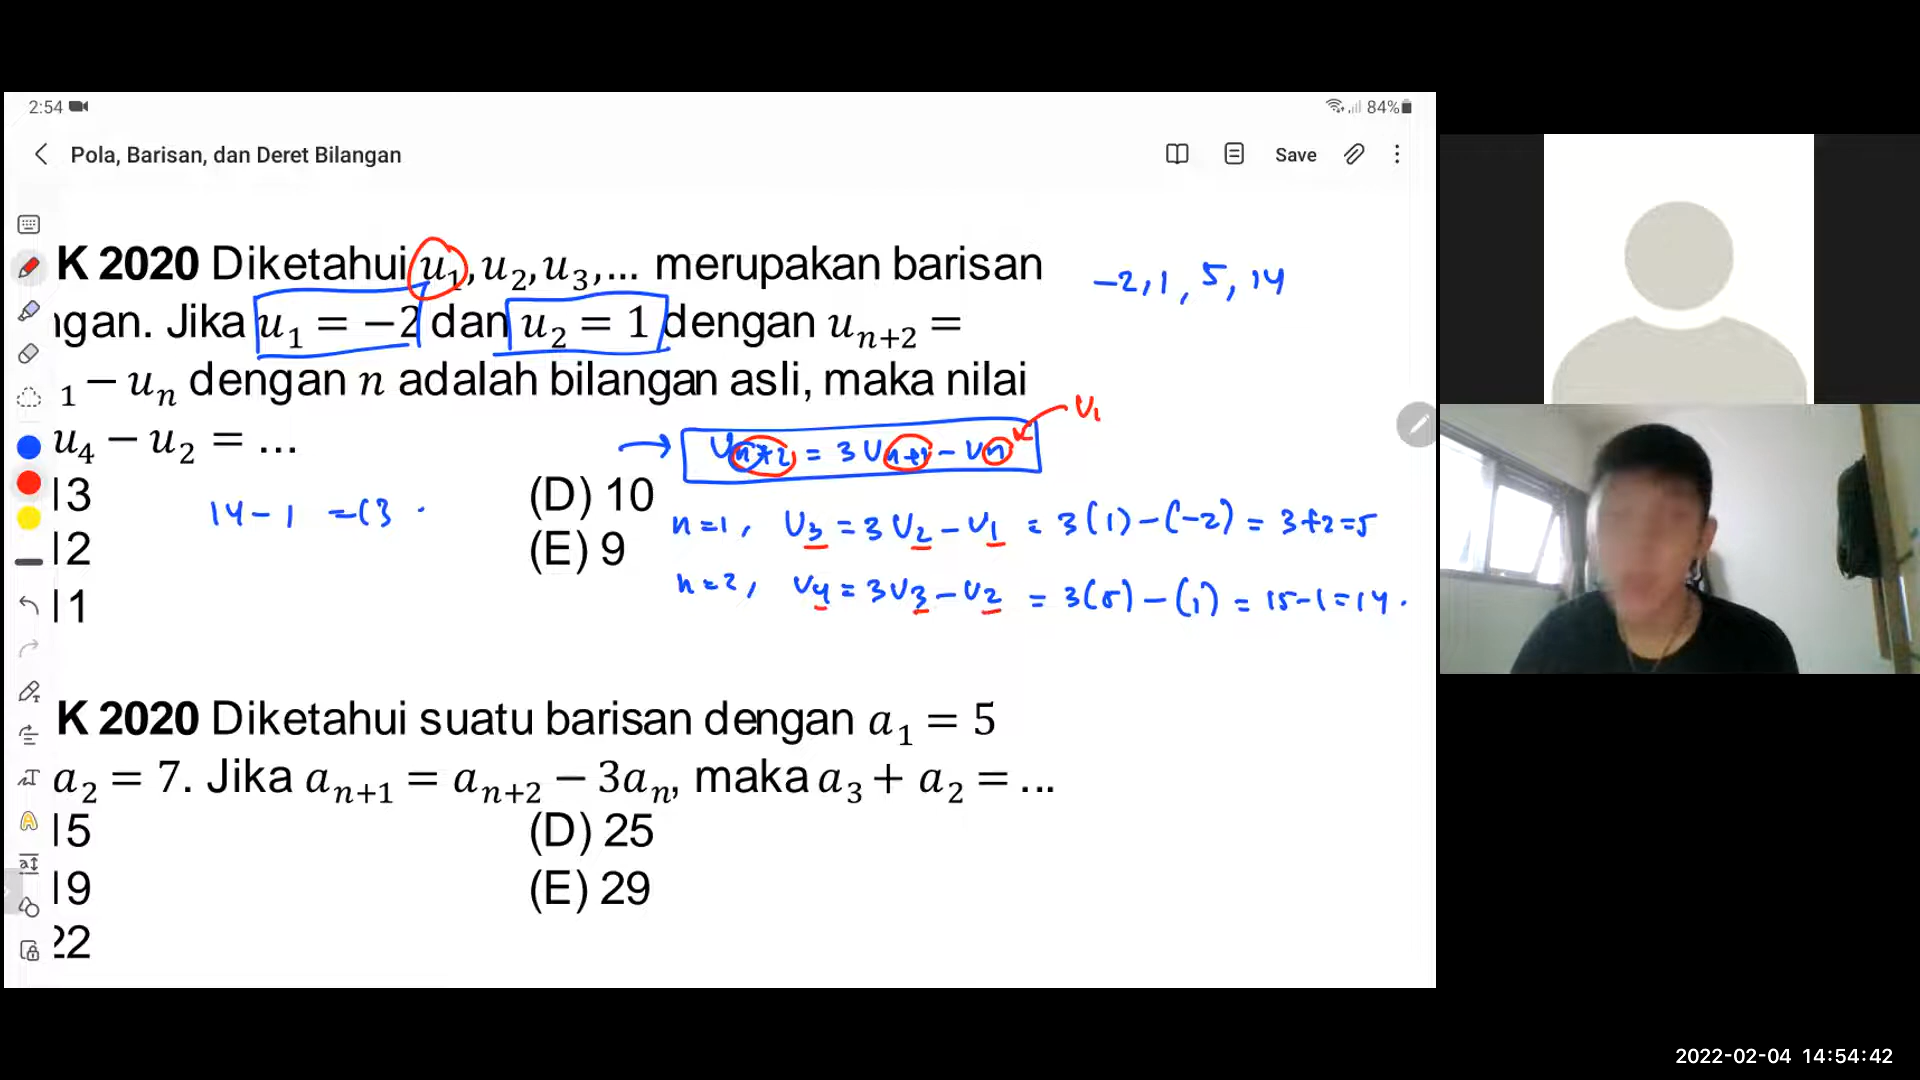 2:54
84%
Pola, Barisan, dan Deret Bilangan
Save
K 2020 Diketahui u₁, u₂, u₃, ... merupakan barisan
ngan. Jika u₁ = −2 dan u₂ = 1 dengan uₙ₊₂ =
₁ − uₙ dengan n adalah bilangan asli, maka nilai
u₄ − u₂ = ...
13
(D) 10
12
(E) 9
11
-2, 1, 5, 14
U₁
Uₙ₊₂ = 3Uₙ₊₁ - Uₙ
14 - 1 = 13 .
n=1, U₃ = 3U₂ - U₁ = 3(1) - (-2) = 3+2=5
n=2, U₄ = 3U₃ - U₂ = 3(5) - (1) = 15-1=14.
K 2020 Diketahui suatu barisan dengan a₁ = 5
a₂ = 7. Jika aₙ₊₁ = aₙ₊₂ − 3aₙ, maka a₃ + a₂ = ...
15
(D) 25
19
(E) 29
22
2022-02-04 14:54:42